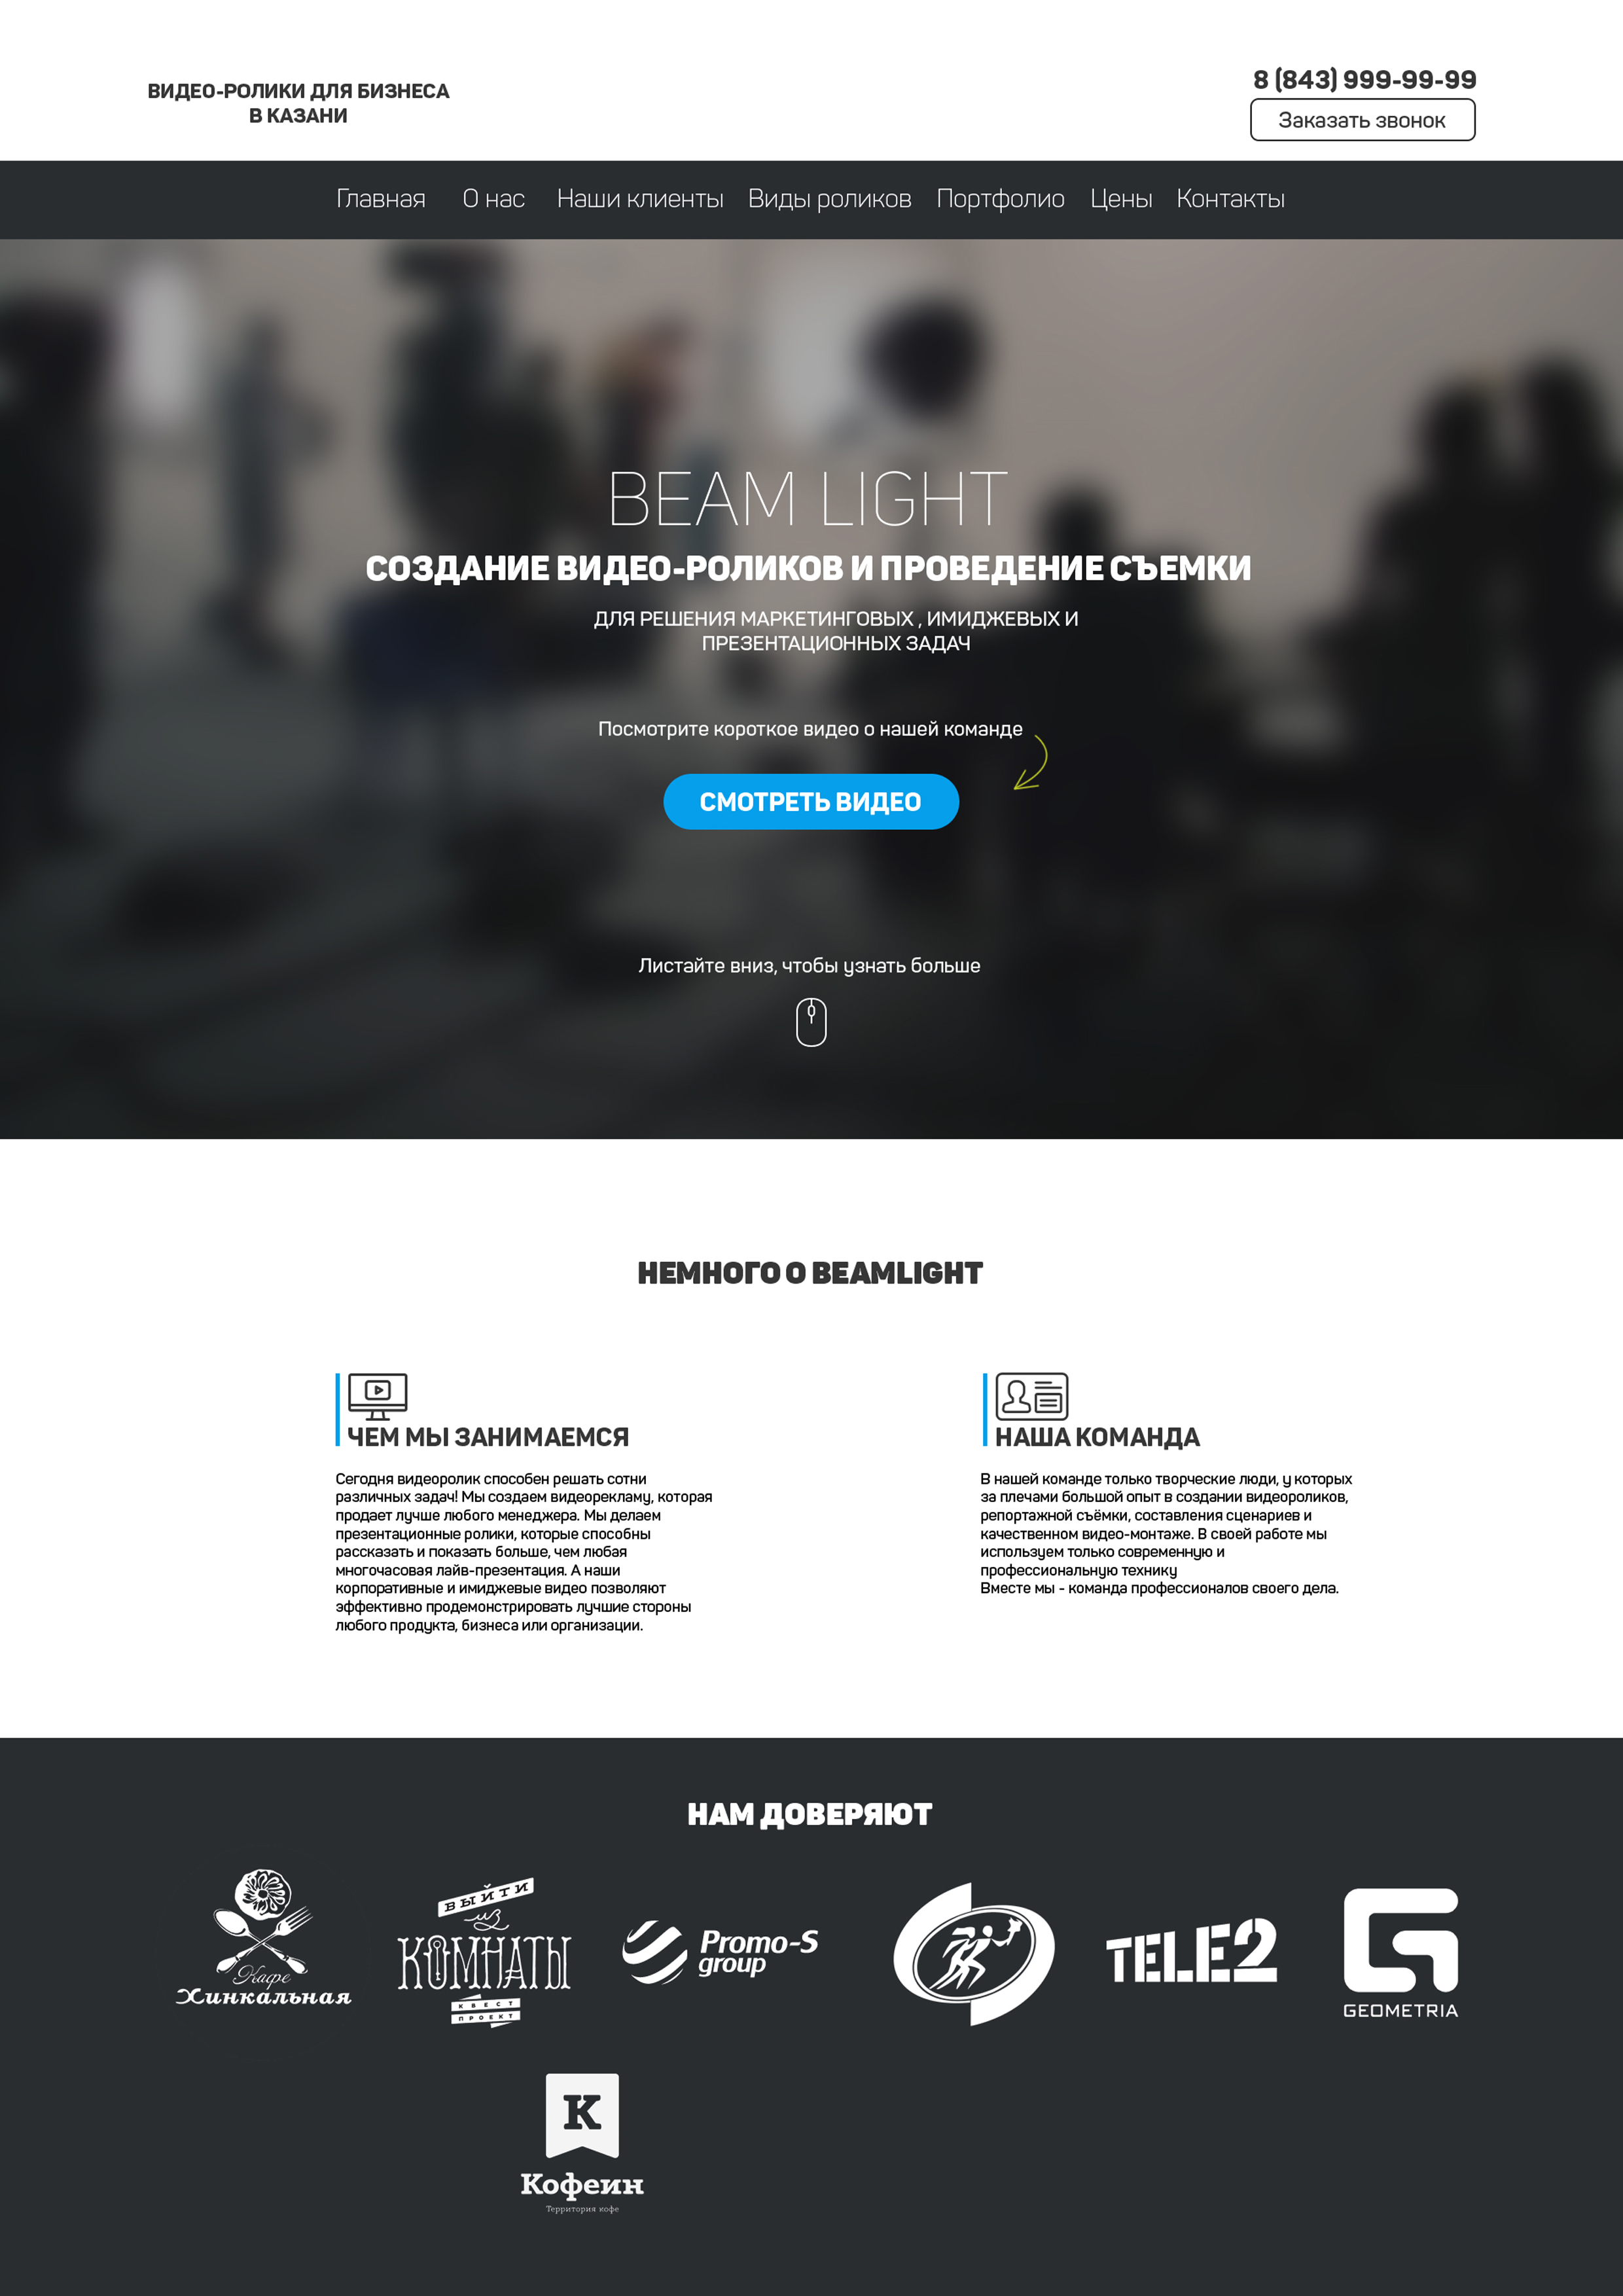 ВИДЕО-РОЛИКИ ДЛЯ БИЗНЕСА
В КАЗАНИ
8 (843) 999-99-99
Заказать звонок
Главная О нас Наши клиенты Виды роликов Портфолио Цены Контакты
BEAM LIGHT
СОЗДАНИЕ ВИДЕО-РОЛИКОВ И ПРОВЕДЕНИЕ СЪЕМКИ
ДЛЯ РЕШЕНИЯ МАРКЕТИНГОВЫХ , ИМИДЖЕВЫХ И
ПРЕЗЕНТАЦИОННЫХ ЗАДАЧ
Посмотрите короткое видео о нашей команде
СМОТРЕТЬ ВИДЕО
Листайте вниз, чтобы узнать больше
НЕМНОГО О BEAMLIGHT
ЧЕМ МЫ ЗАНИМАЕМСЯ
Сегодня видеоролик способен решать сотни
различных задач! Мы создаем видеорекламу, которая
продает лучше любого менеджера. Мы делаем
презентационные ролики, которые способны
рассказать и показать больше, чем любая
многочасовая лайв-презентация. А наши
корпоративные и имиджевые видео позволяют
эффективно продемонстрировать лучшие стороны
любого продукта, бизнеса или организации.
НАША КОМАНДА
В нашей команде только творческие люди, у которых
за плечами большой опыт в создании видеороликов,
репортажной съёмки, составления сценариев и
качественном видео-монтаже. В своей работе мы
используем только современную и
профессиональную технику
Вместе мы - команда профессионалов своего дела.
НАМ ДОВЕРЯЮТ
Кафе
Хинкальная
ВЫЙТИ
из
КОМНАТЫ
КВЕСТ
ПРОЕКТ
Promo-S
group
TELE2
GEOMETRIA
К
Кофеин
Территория кофе